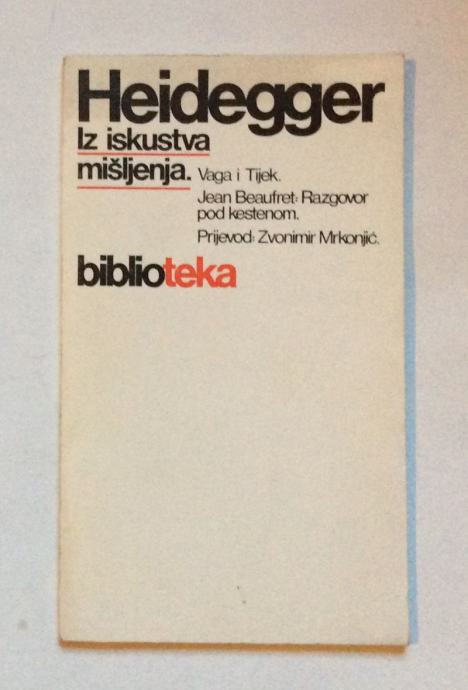 Heidegger
Iz iskustva
mišljenja. Vaga i Tijek.
Jean Beaufret: Razgovor
pod kestenom.
Prijevod: Zvonimir Mrkonjić.
biblioteka